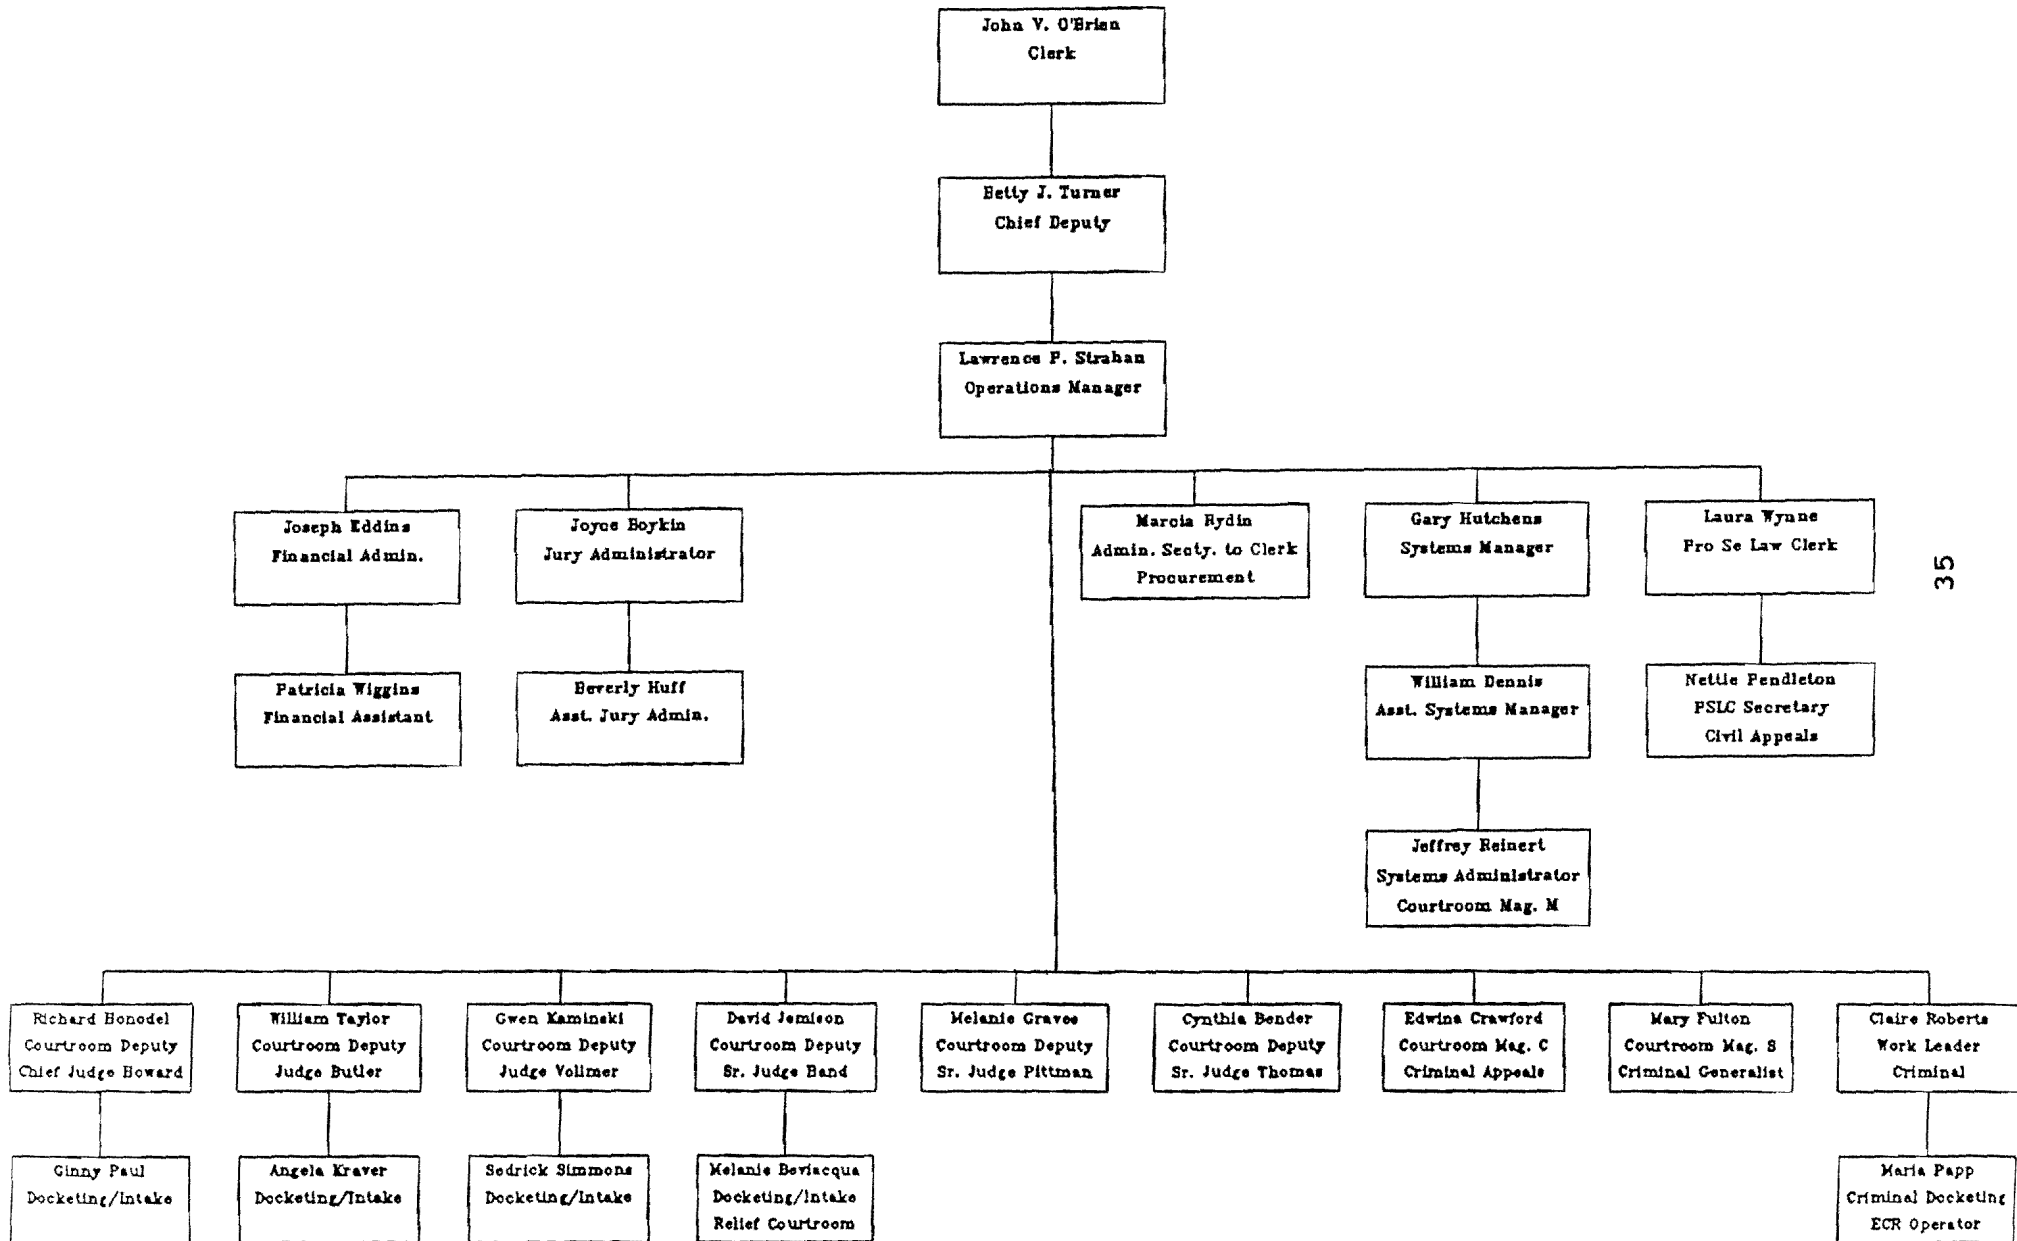 John V. O'Brien
Clerk
Betty J. Turner
Chief Deputy
Lawrence P. Strahan
Operations Manager
Joseph Eddins
Financial Admin.
Joyce Boykin
Jury Administrator
Marcia Rydin
Admin. Secty. to Clerk
Procurement
Gary Hutchens
Systems Manager
Laura Wynne
Pro Se Law Clerk
35
Patricia Wiggins
Financial Assistant
Beverly Huff
Asst. Jury Admin.
William Dennis
Asst. Systems Manager
Nettie Pendleton
PSLC Secretary
Civil Appeals
Jeffrey Reinert
Systems Administrator
Courtroom Mag. M
Richard Honodel
Courtroom Deputy
Chief Judge Howard
William Taylor
Courtroom Deputy
Judge Butler
Gwen Kaminski
Courtroom Deputy
Judge Vollmer
David Jemison
Courtroom Deputy
Sr. Judge Hand
Melanie Graves
Courtroom Deputy
Sr. Judge Pittman
Cynthia Bender
Courtroom Deputy
Sr. Judge Thomas
Edwina Crawford
Courtroom Mag. C
Criminal Appeals
Mary Fulton
Courtroom Mag. S
Criminal Generalist
Claire Roberts
Work Leader
Criminal
Ginny Paul
Docketing/Intake
Angela Kraver
Docketing/Intake
Sedrick Simmons
Docketing/Intake
Melanie Beviacqua
Docketing/Intake
Relief Courtroom
Maria Papp
Criminal Docketing
ECR Operator